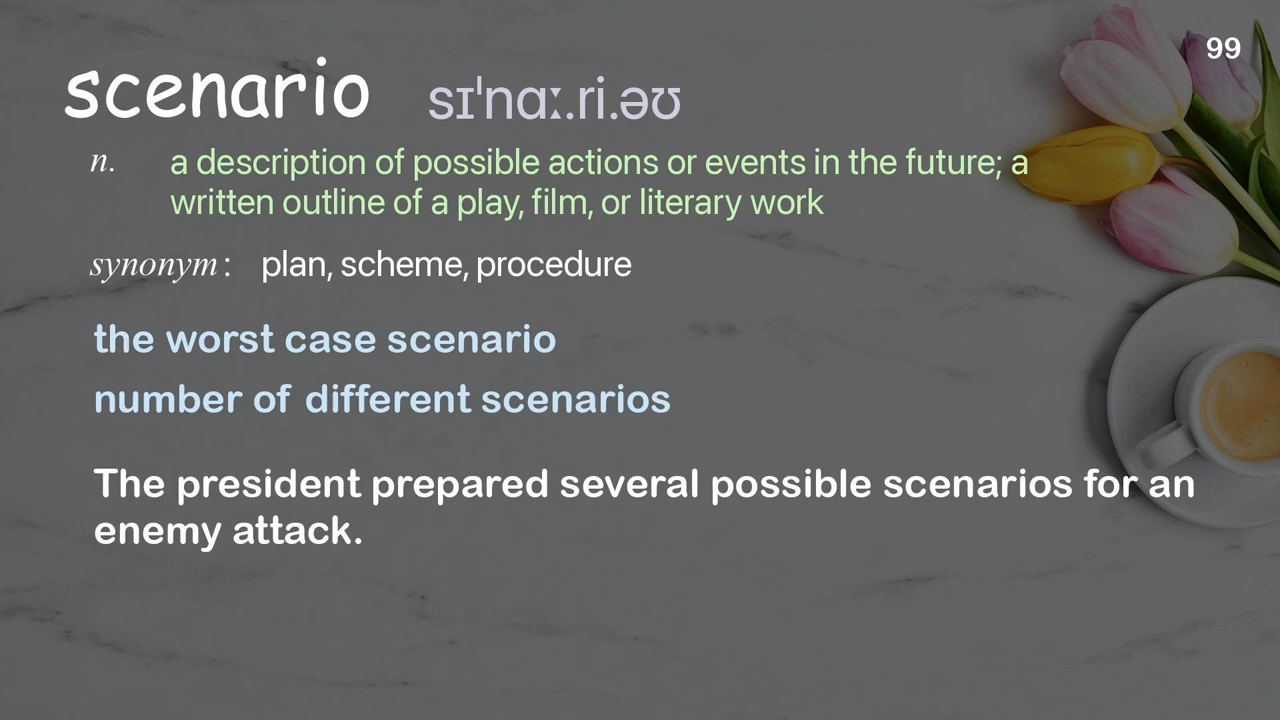 99
scenario sɪˈnɑː.ri.əʊ
n. a description of possible actions or events in the future; a
written outline of a play, film, or literary work
synonym: plan, scheme, procedure
the worst case scenario
number of different scenarios
The president prepared several possible scenarios for an
enemy attack.